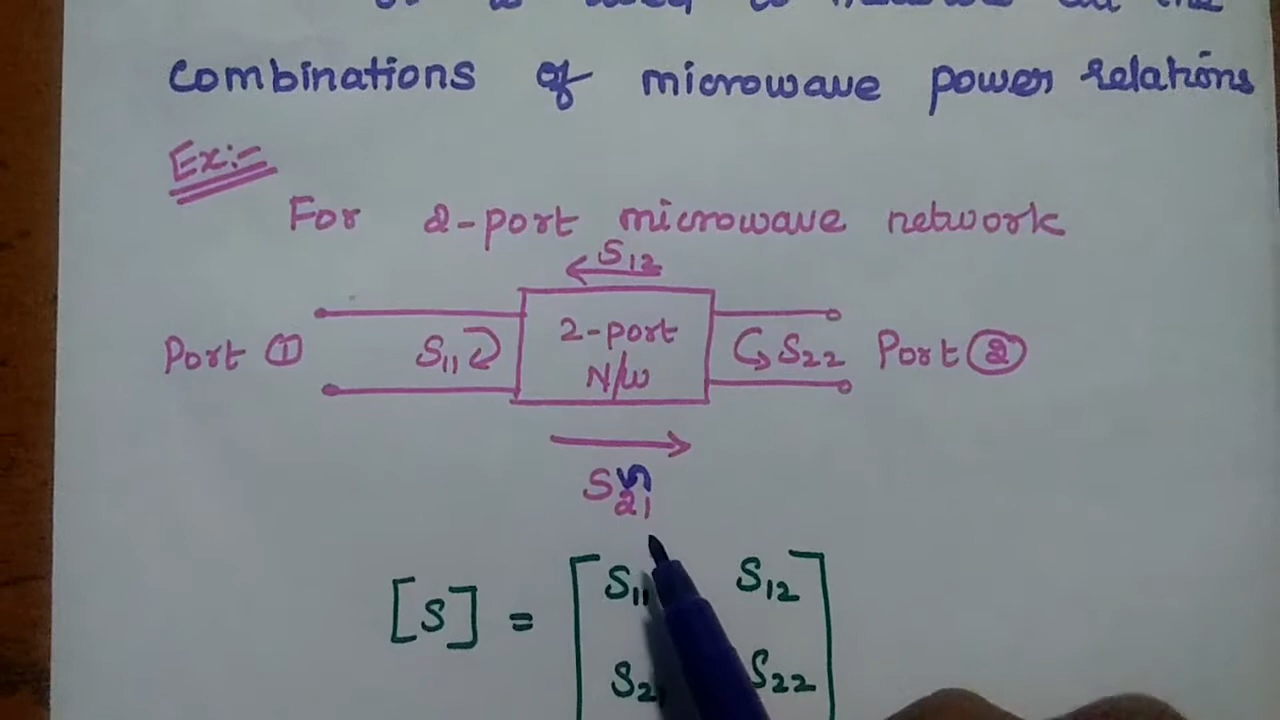 combinations of microwave power relations
Ex:-
For 2-port microwave network
S12
Port ① S11 2-port N/W S22 Port ②
S21
[S] = [S11 S12
S2 S22